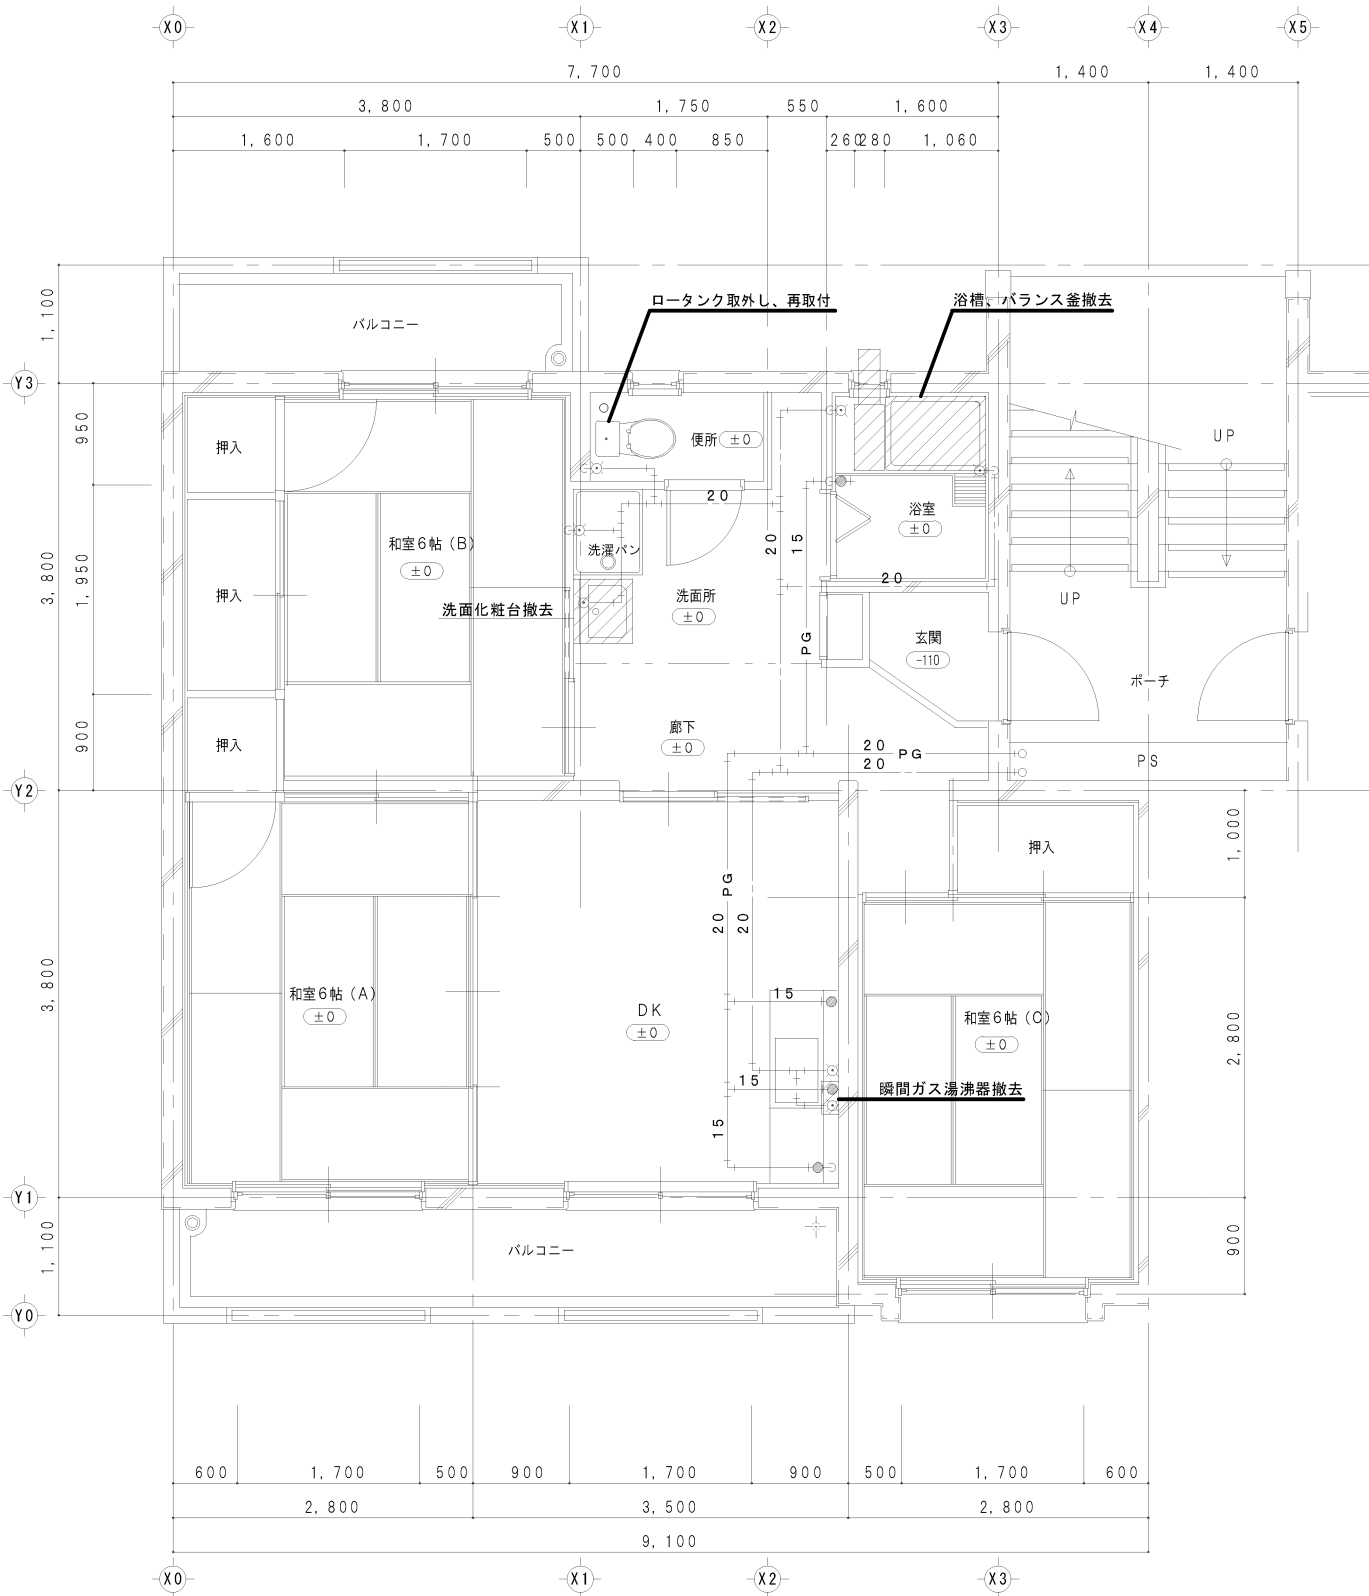 X0 X1 X2 X3 X4 X5
7,700 1,400 1,400
3,800 1,750 550 1,600
1,600 1,700 500 500 400 850 260 280 1,060
1,100
ロータンク取外し、再取付
浴槽、バランス釜撤去
バルコニー
Y3
950
押入
便所 ±0
UP
20
浴室
±0
和室6帖(B)
±0
洗濯パン
20
15
3,800
1,950
押入
洗面化粧台撤去
洗面所
±0
20
UP
PG
玄関
-110
ポーチ
900
押入
廊下
±0
20 PG
20
PS
Y2
1,000
押入
PG
20
20
3,800
和室6帖(A)
±0
15
DK
±0
和室6帖(C)
±0
2,800
15
瞬間ガス湯沸器撤去
15
Y1
1,100
バルコニー
900
Y0
600 1,700 500 900 1,700 900 500 1,700 600
2,800 3,500 2,800
9,100
X0 X1 X2 X3